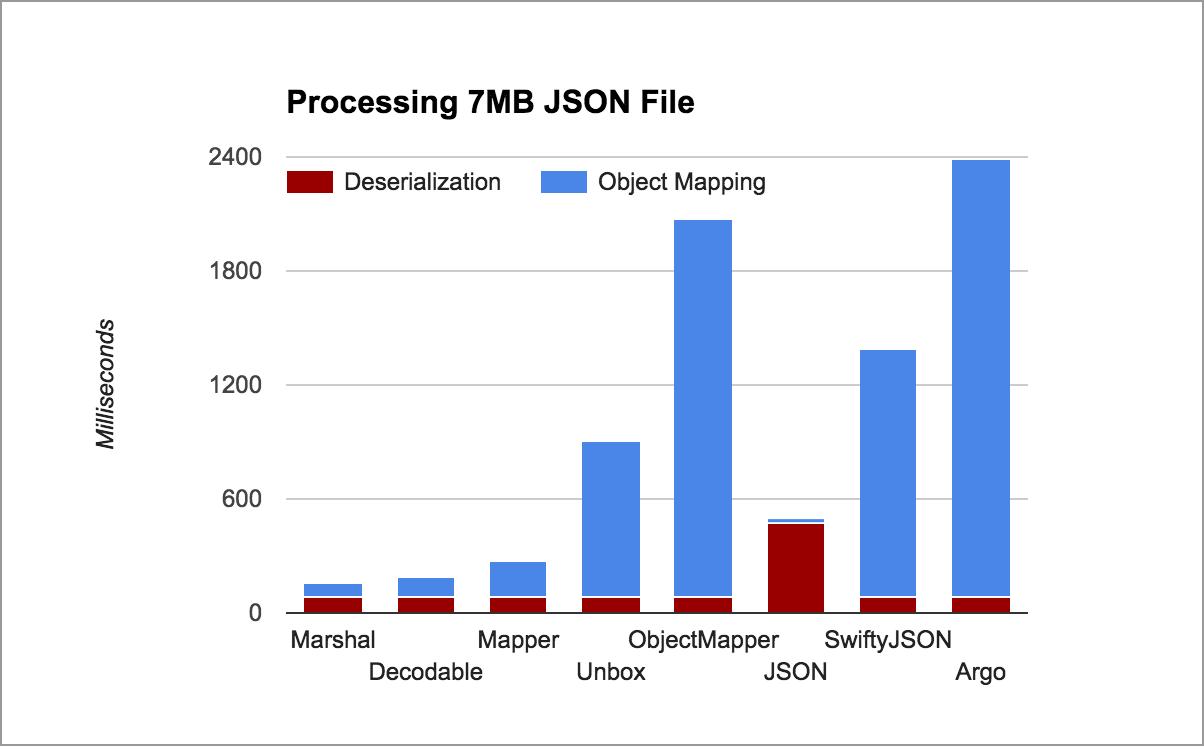 Processing 7MB JSON File
2400
Deserialization Object Mapping
1800
Milliseconds
1200
600
0
Marshal Mapper ObjectMapper SwiftyJSON
Decodable Unbox JSON Argo